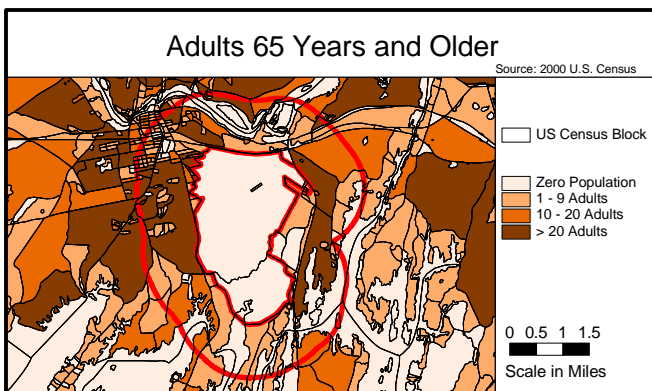 Adults 65 Years and Older
Source: 2000 U.S. Census
US Census Block
Zero Population
1 - 9 Adults
10 - 20 Adults
> 20 Adults
0 0.5 1 1.5
Scale in Miles